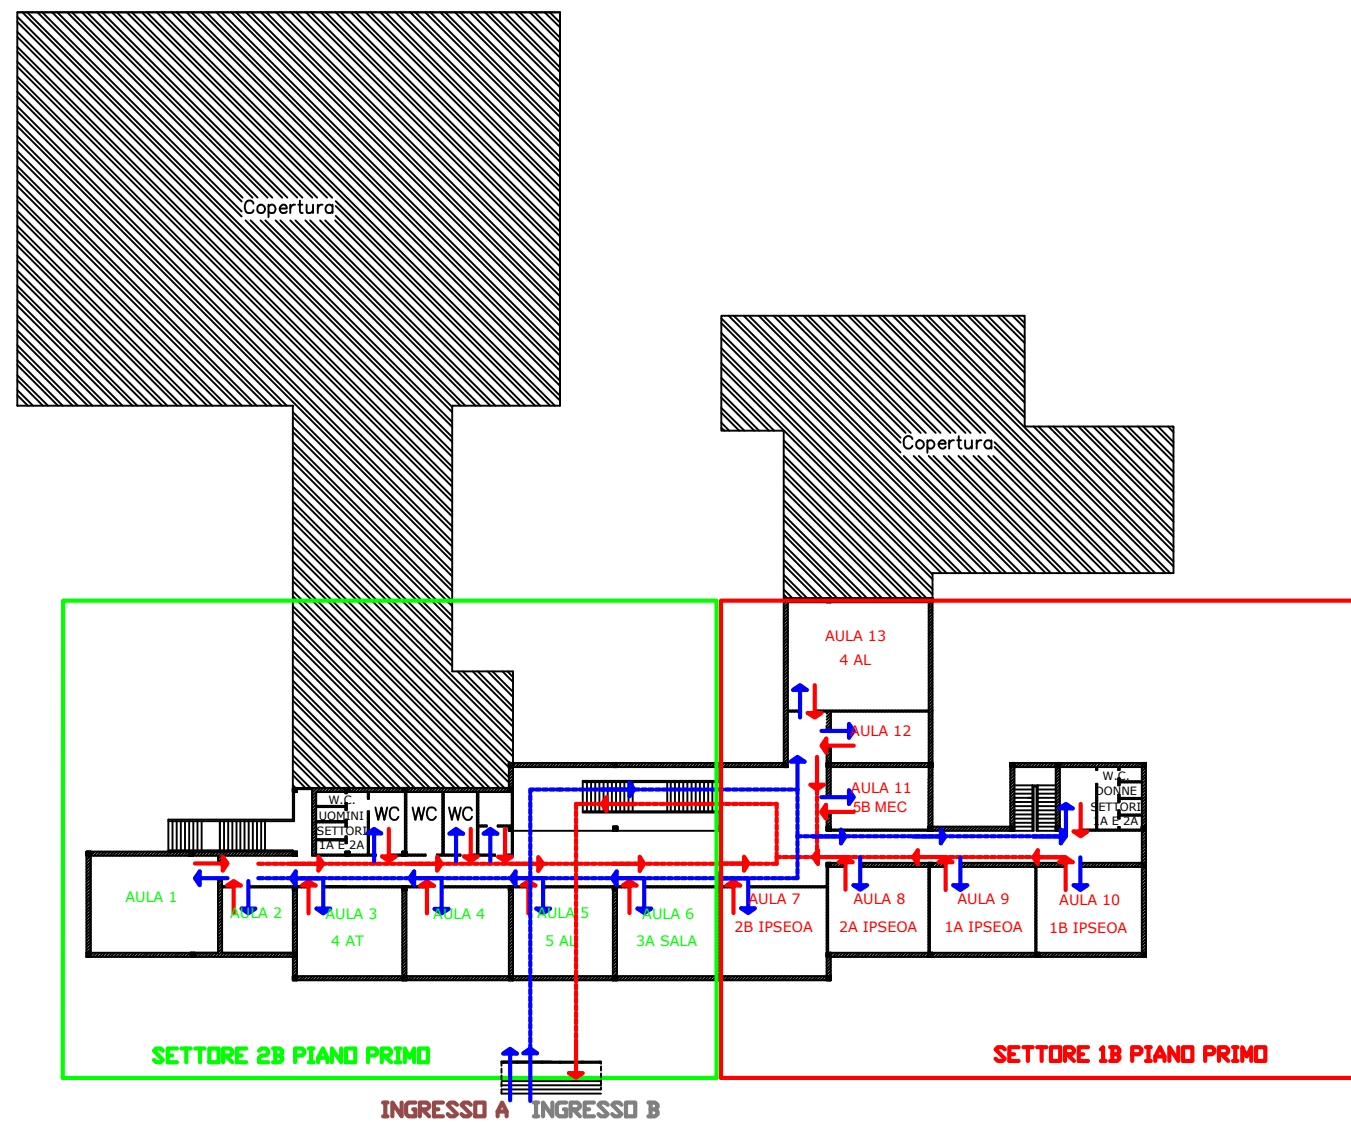 Copertura
Copertura
AULA 13
4 AL
AULA 12
AULA 11
5B MEC
W.C.
DONNE
SETTORI
1A E 2A
W.C.
UOMINI
SETTORI
1A E 2A
WC
WC
WC
AULA 1
AULA 2
AULA 3
4 AT
AULA 4
AULA 5
5 AL
AULA 6
3A SALA
AULA 7
2B IPSEOA
AULA 8
2A IPSEOA
AULA 9
1A IPSEOA
AULA 10
1B IPSEOA
SETTORE 2B PIANO PRIMO
SETTORE 1B PIANO PRIMO
INGRESSO A
INGRESSO B